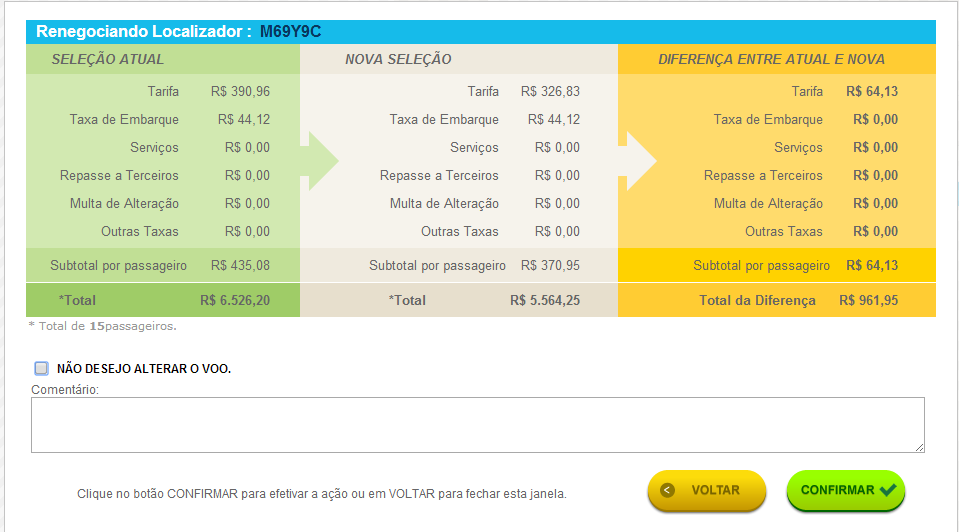 Renegociando Localizador : M69Y9C
SELEÇÃO ATUAL NOVA SELEÇÃO DIFERENÇA ENTRE ATUAL E NOVA
Tarifa R$ 390,96 Tarifa R$ 326,83 Tarifa R$ 64,13
Taxa de Embarque R$ 44,12 Taxa de Embarque R$ 44,12 Taxa de Embarque R$ 0,00
Serviços R$ 0,00 Serviços R$ 0,00 Serviços R$ 0,00
Repasse a Terceiros R$ 0,00 Repasse a Terceiros R$ 0,00 Repasse a Terceiros R$ 0,00
Multa de Alteração R$ 0,00 Multa de Alteração R$ 0,00 Multa de Alteração R$ 0,00
Outras Taxas R$ 0,00 Outras Taxas R$ 0,00 Outras Taxas R$ 0,00
Subtotal por passageiro R$ 435,08 Subtotal por passageiro R$ 370,95 Subtotal por passageiro R$ 64,13
*Total R$ 6.526,20 *Total R$ 5.564,25 Total da Diferença R$ 961,95
* Total de 15passageiros.
NÃO DESEJO ALTERAR O VOO.
Comentário:
Clique no botão CONFIRMAR para efetivar a ação ou em VOLTAR para fechar esta janela. VOLTAR CONFIRMAR